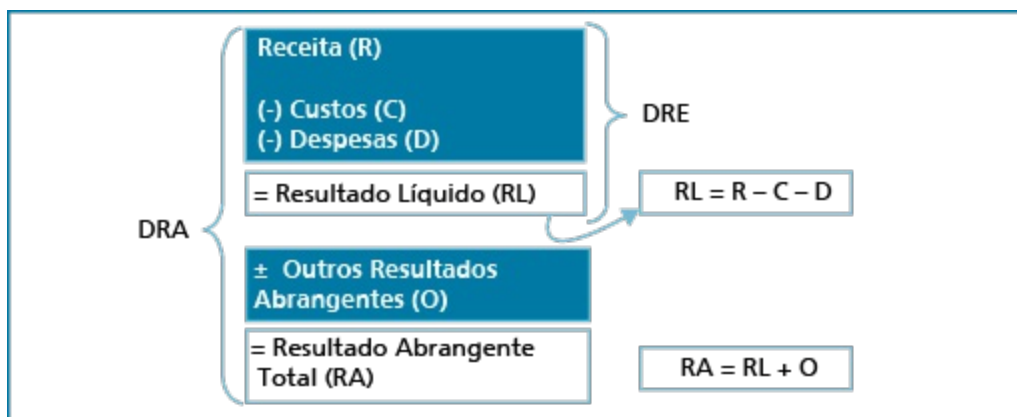 Receita (R)
(-) Custos (C)
(-) Despesas (D)
DRE
= Resultado Líquido (RL)
RL = R – C – D
DRA
± Outros Resultados
Abrangentes (O)
= Resultado Abrangente
Total (RA)
RA = RL + O